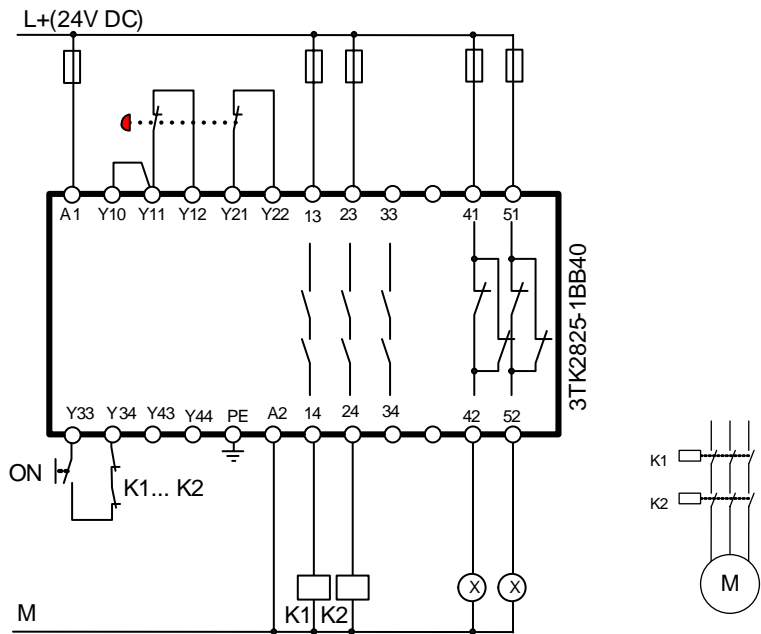 L+(24V DC)
A1 Y10 Y11 Y12 Y21 Y22 13 23 33 41 51
3TK2825-1BB40
Y33 Y34 Y43 Y44 PE A2 14 24 34 42 52
ON
K1... K2
K1 K2
X X
M
K1
K2
M